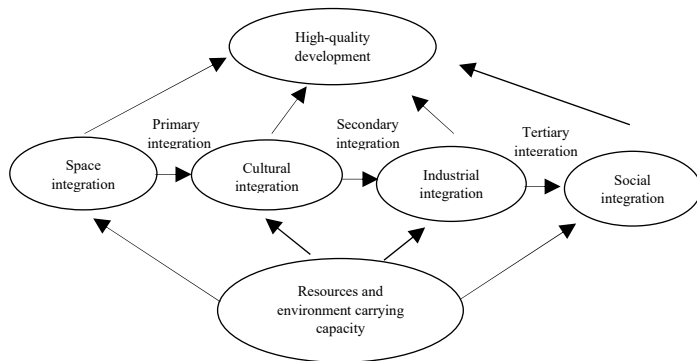 High-quality
development
Primary
integration
Secondary
integration
Tertiary
integration
Space
integration
Cultural
integration
Industrial
integration
Social
integration
Resources and
environment carrying
capacity